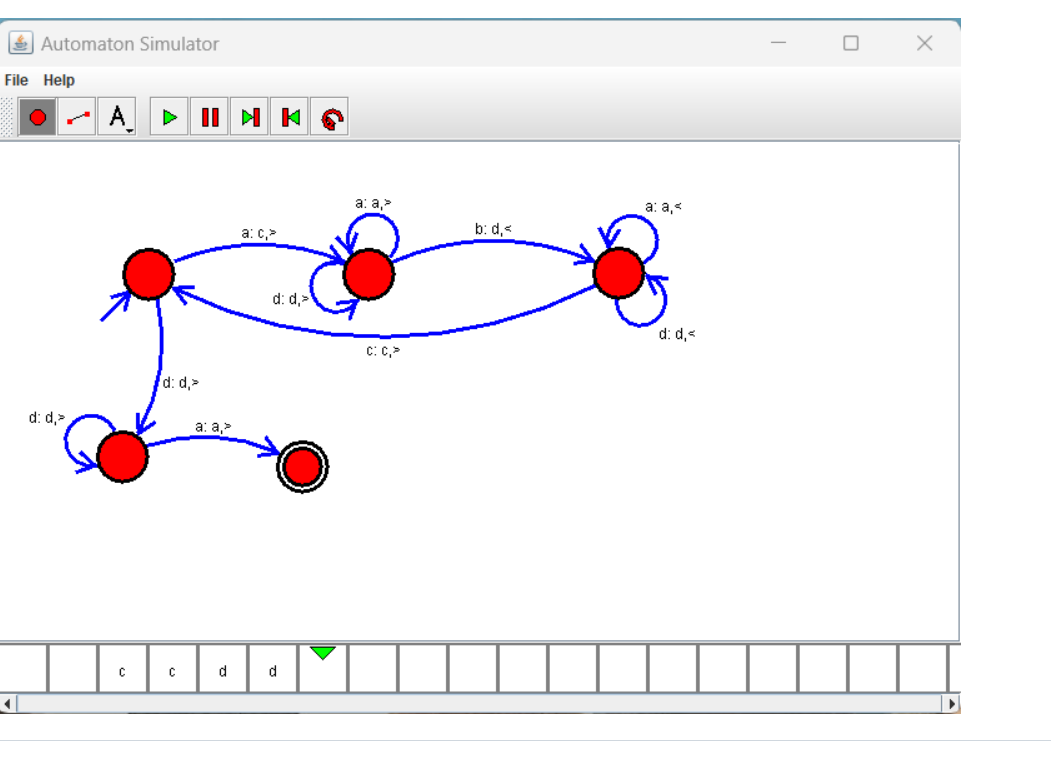 Automaton Simulator
File Help
A
a: a,>
a: a,<
a: c,>
b: d,<
d: d,>
c: c,>
d: d,<
d: d,>
d: d,>
a: a,>
c c d d